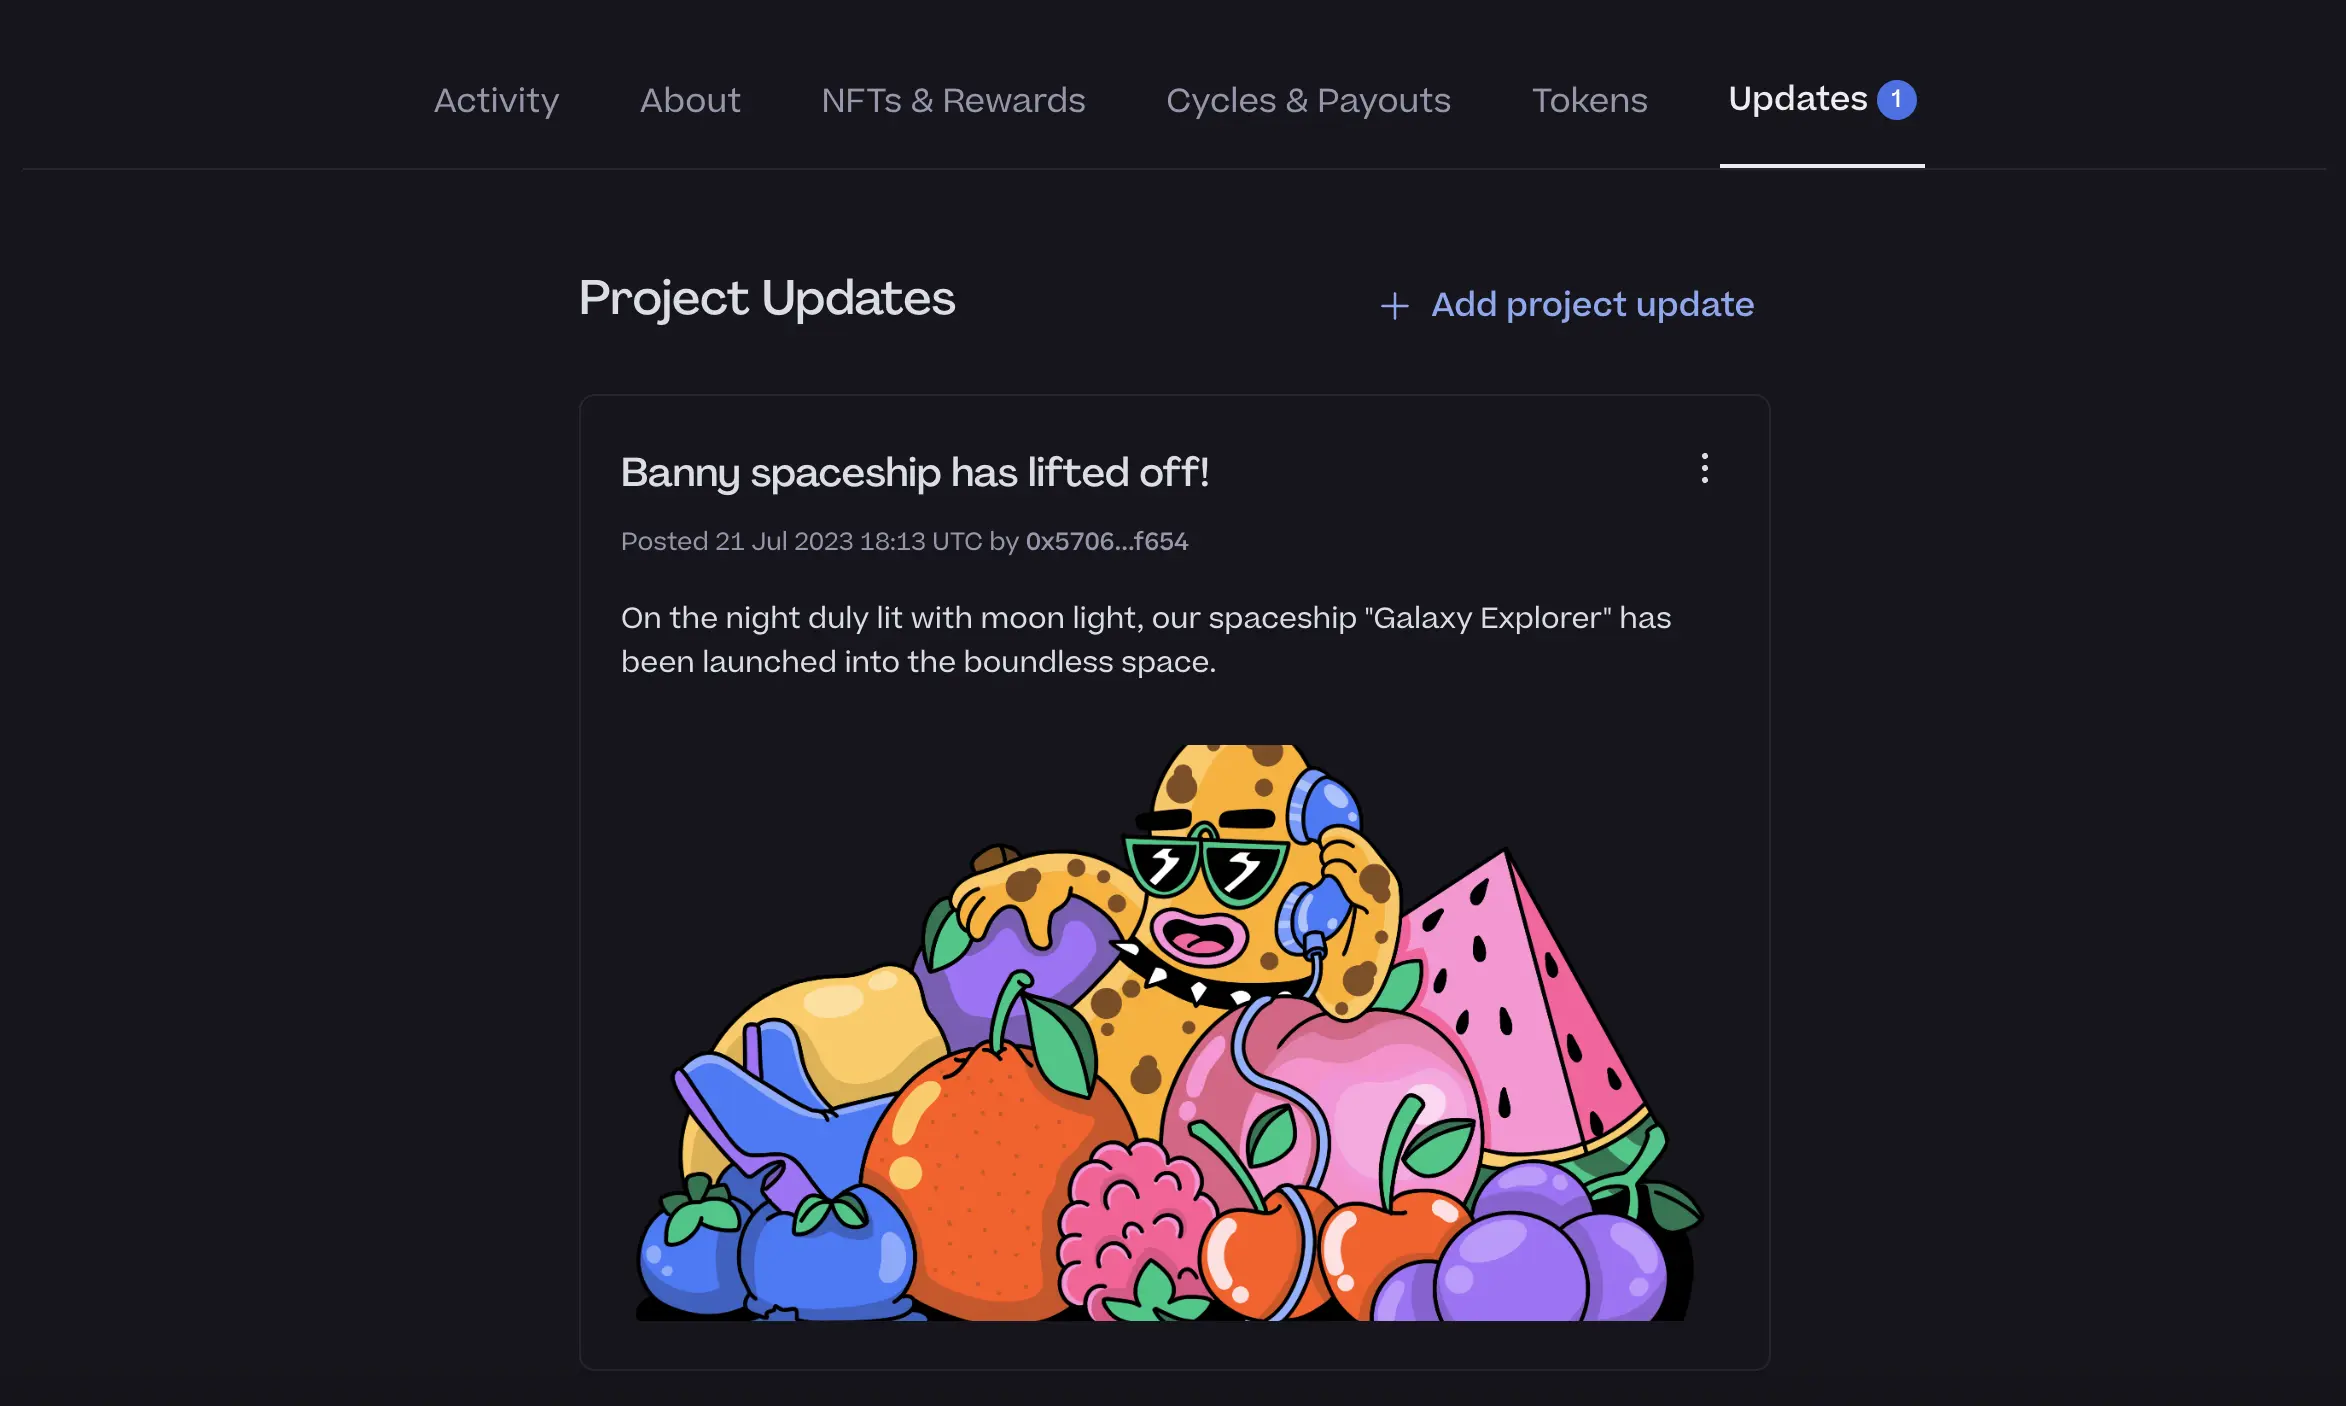 Activity About NFTs & Rewards Cycles & Payouts Tokens Updates 1
Project Updates + Add project update
Banny spaceship has lifted off!
Posted 21 Jul 2023 18:13 UTC by 0x5706...f654
On the night duly lit with moon light, our spaceship "Galaxy Explorer" has
been launched into the boundless space.